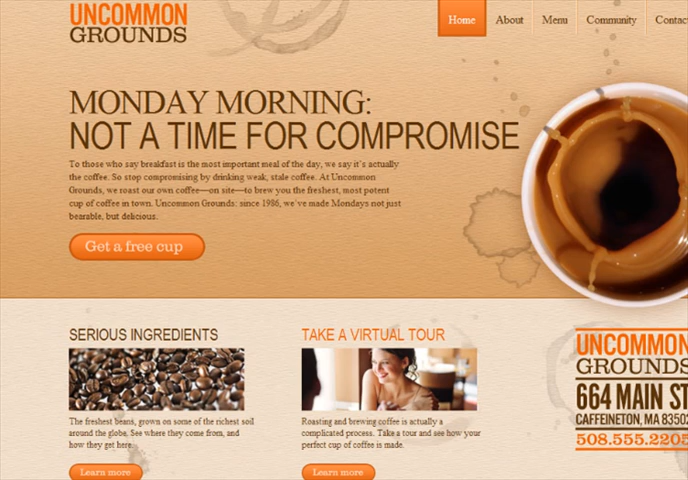 UNCOMMON
GROUNDS
Home About Menu Community Contac
MONDAY MORNING:
NOT A TIME FOR COMPROMISE
To those who say breakfast is the most important meal of the day, we say it's actually
the coffee. So stop compromising by drinking weak, stale coffee. At Uncommon
Grounds, we roast our own coffee—on site—to brew you the freshest, most potent
cup of coffee in town. Uncommon Grounds: since 1986, we've made Mondays not just
bearable, but delicious.
Get a free cup
SERIOUS INGREDIENTS
The freshest beans, grown on some of the richest soil
around the globe. See where they come from, and
how they get here.
Learn more
TAKE A VIRTUAL TOUR
Roasting and brewing coffee is actually a
complicated process. Take a tour and see how your
perfect cup of coffee is made.
Learn more
UNCOMMON
GROUNDS
664 MAIN ST
CAFFEINETON, MA 83502
508.555.2205